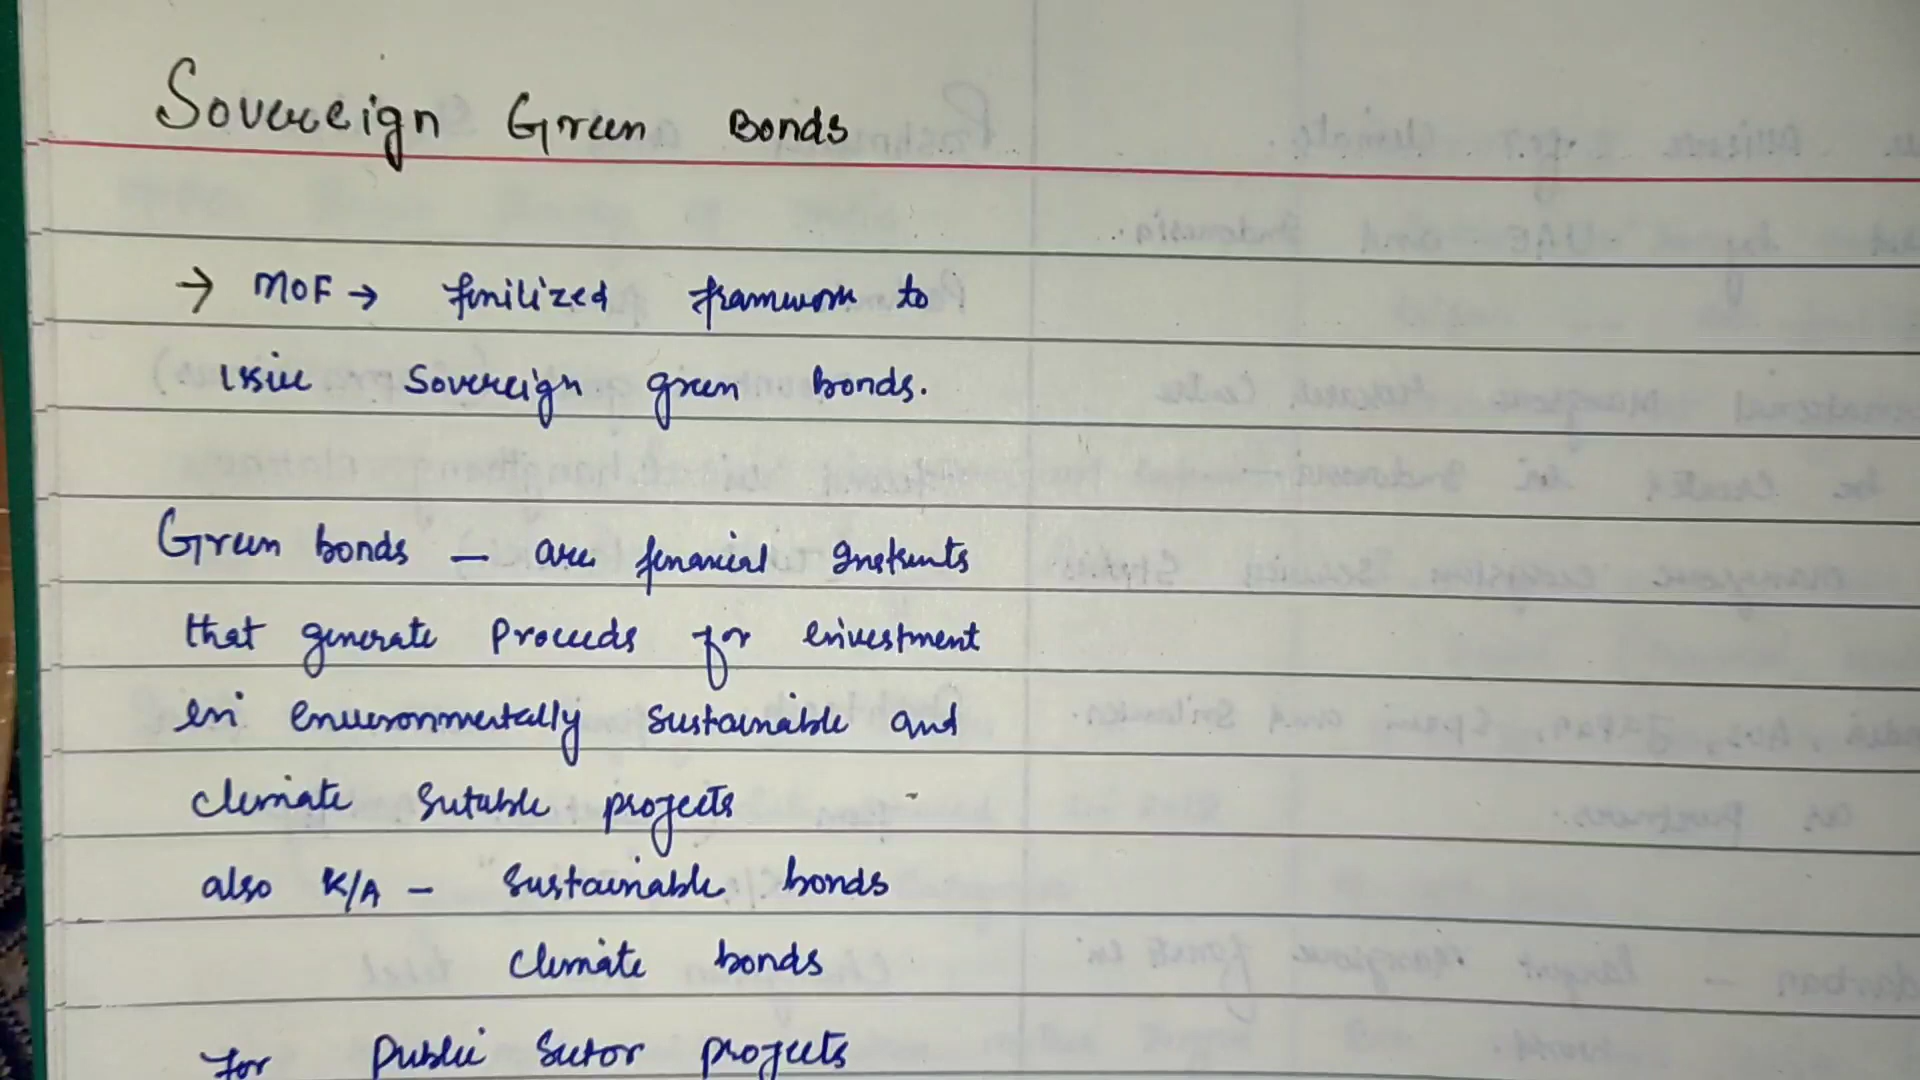 Sovereign Green Bonds
→ MOF → finilized framework to
issue Sovereign green bonds.
Green bonds – are financial Instruments
that generate Proceeds for investment
in environmentally sustainable and
climate sutable projects
also K/A – Sustainable bonds
climate bonds
for Public Sector projects